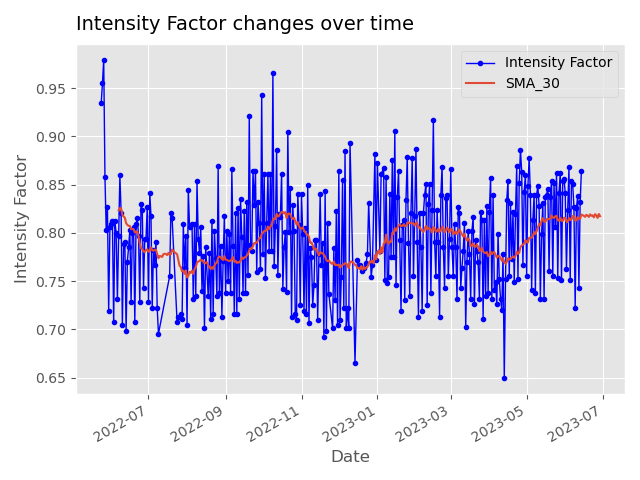 Intensity Factor changes over time
Intensity Factor
SMA_30
0.95
0.90
0.85
0.80
0.75
0.70
0.65
Intensity Factor
2022-07
2022-09
2022-11
2023-01
2023-03
2023-05
2023-07
Date